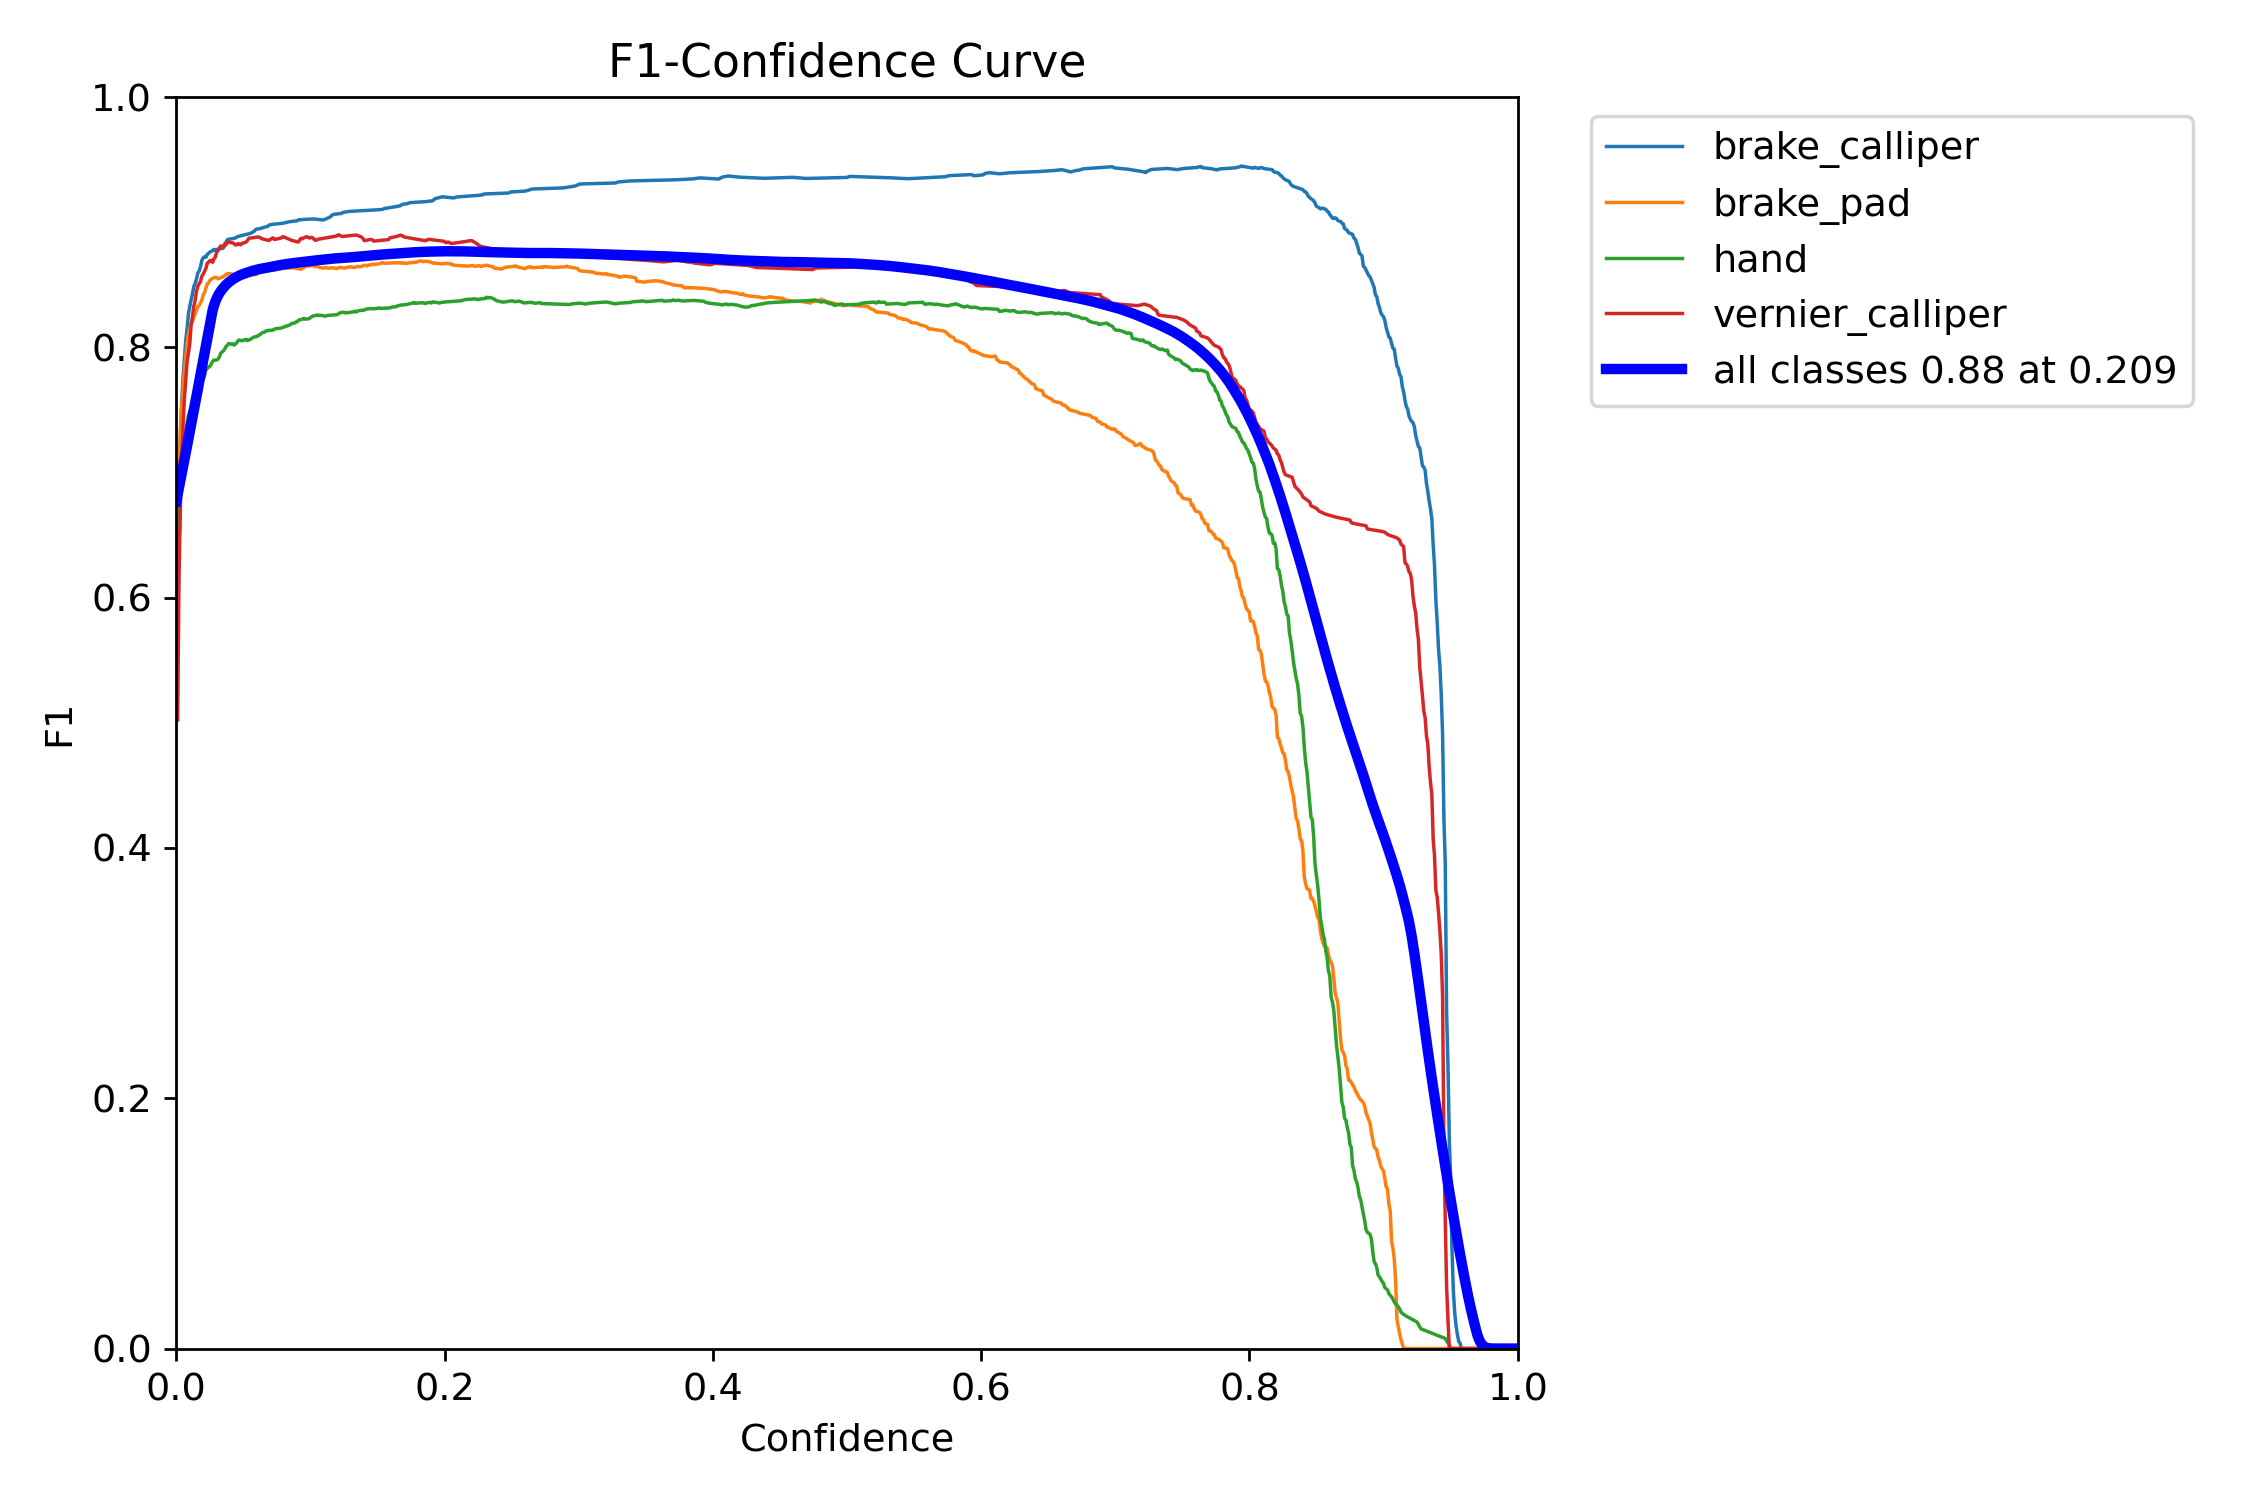 F1-Confidence Curve
1.0
0.8
0.6
0.4
0.2
0.0
F1
0.0 0.2 0.4 0.6 0.8 1.0
Confidence
brake_calliper
brake_pad
hand
vernier_calliper
all classes 0.88 at 0.209